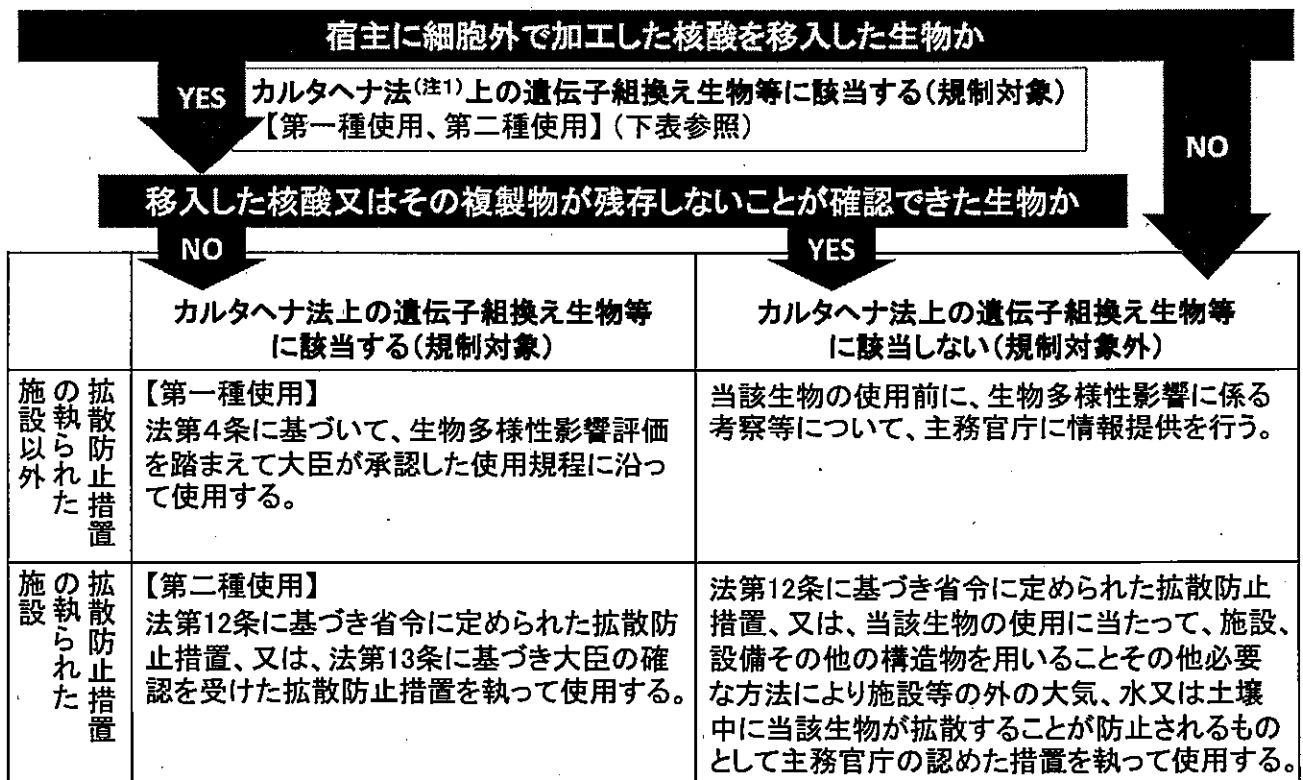 宿主に細胞外で加工した核酸を移入した生物か
YES
カルタヘナ法(注1)上の遺伝子組換え生物等に該当する(規制対象)
【第一種使用、第二種使用】(下表参照)
NO
移入した核酸又はその複製物が残存しないことが確認できた生物か
NO
YES
カルタヘナ法上の遺伝子組換え生物等
に該当する(規制対象)
カルタヘナ法上の遺伝子組換え生物等
に該当しない(規制対象外)
拡散防止措置
の執られた
施設以外
【第一種使用】
法第4条に基づいて、生物多様性影響評価
を踏まえて大臣が承認した使用規程に沿っ
て使用する。
当該生物の使用前に、生物多様性影響に係る
考察等について、主務官庁に情報提供を行う。
拡散防止措置
の執られた
施設
【第二種使用】
法第12条に基づき省令に定められた拡散防
止措置、又は、法第13条に基づき大臣の確
認を受けた拡散防止措置を執って使用する。
法第12条に基づき省令に定められた拡散防止
措置、又は、当該生物の使用に当たって、施設、
設備その他の構造物を用いることその他必要
な方法により施設等の外の大気、水又は土壌
中に当該生物が拡散することが防止されるもの
として主務官庁の認めた措置を執って使用する。